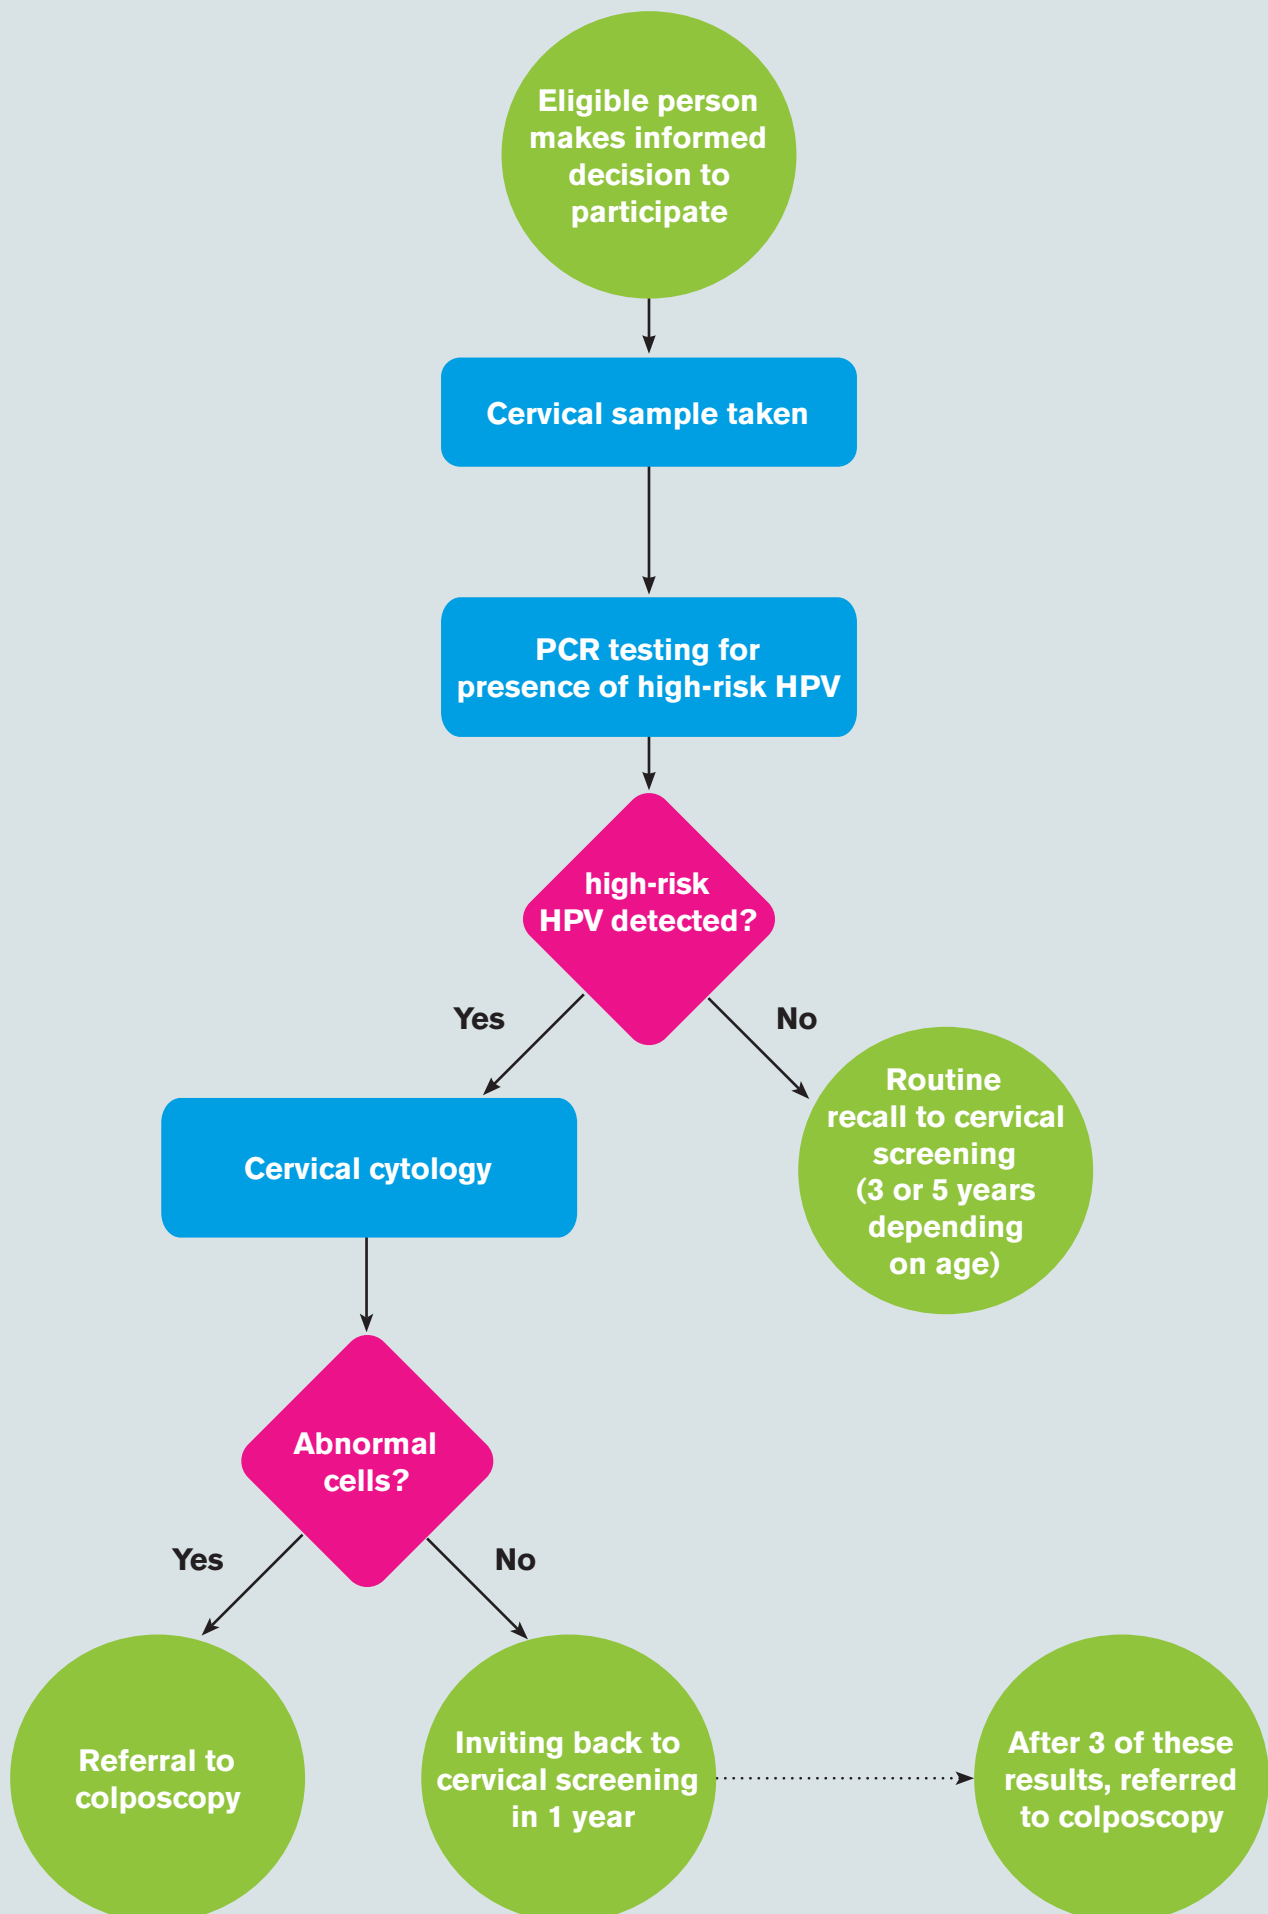 Eligible person
makes informed
decision to
participate
Cervical sample taken
PCR testing for
presence of high-risk HPV
high-risk
HPV detected?
Yes
No
Routine
recall to cervical
screening
(3 or 5 years
depending
on age)
Cervical cytology
Abnormal
cells?
Yes
No
Referral to
colposcopy
Inviting back to
cervical screening
in 1 year
After 3 of these
results, referred
to colposcopy